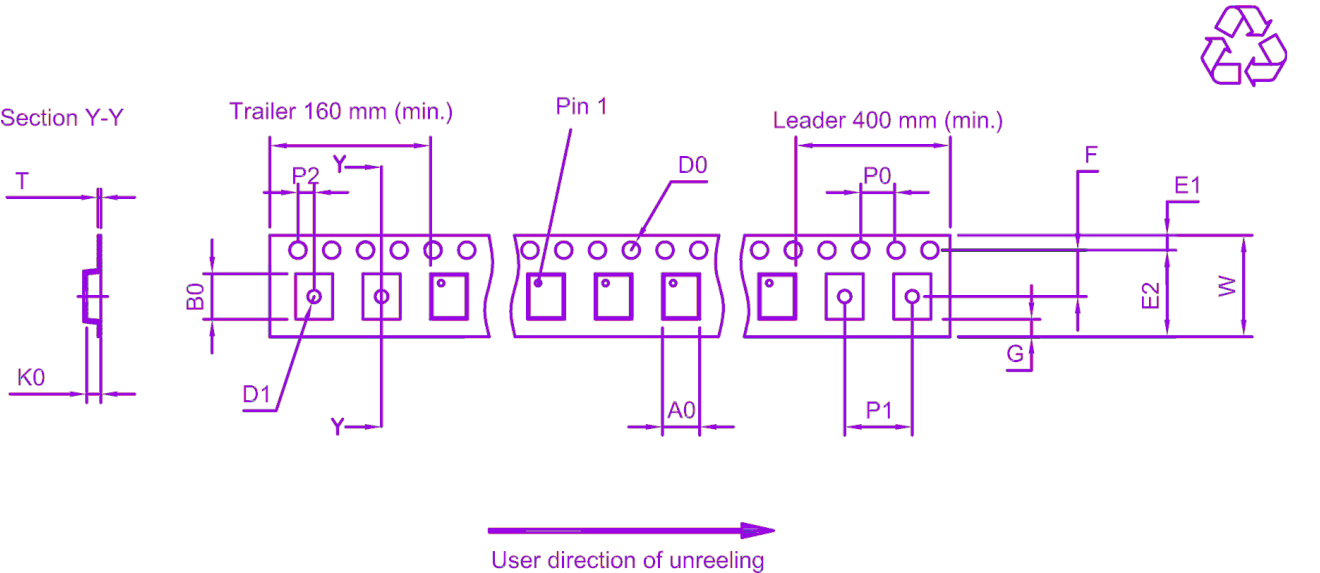 Section Y-Y
Trailer 160 mm (min.)
Pin 1
Leader 400 mm (min.)
T
P2
Y
D0
P0
F
E1
B0
E2
W
G
K0
D1
Y
A0
P1
User direction of unreeling